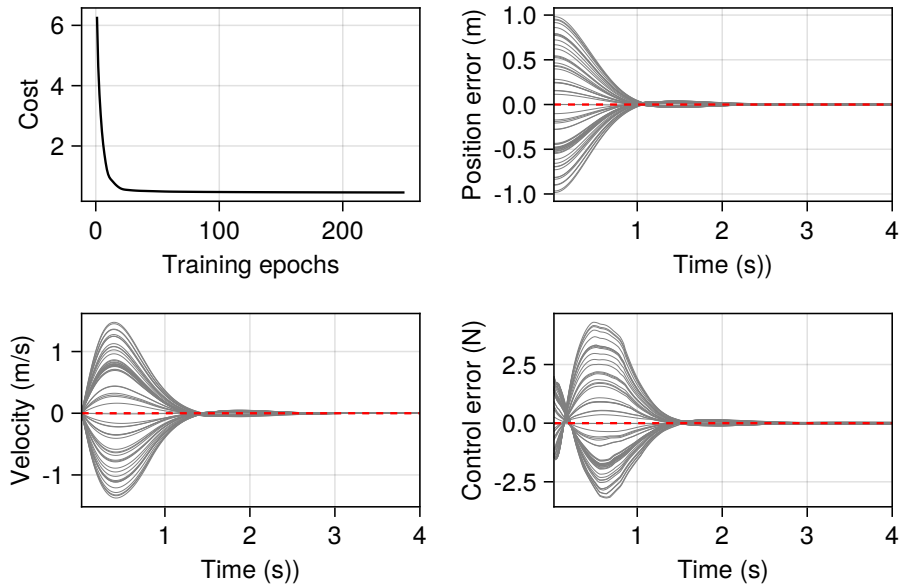 6
4
2
Cost
0 100 200
Training epochs
1.0
0.5
0.0
-0.5
-1.0
Position error (m)
1 2 3 4
Time (s))
1
0
-1
Velocity (m/s)
1 2 3 4
Time (s))
2.5
0.0
-2.5
Control error (N)
1 2 3 4
Time (s)